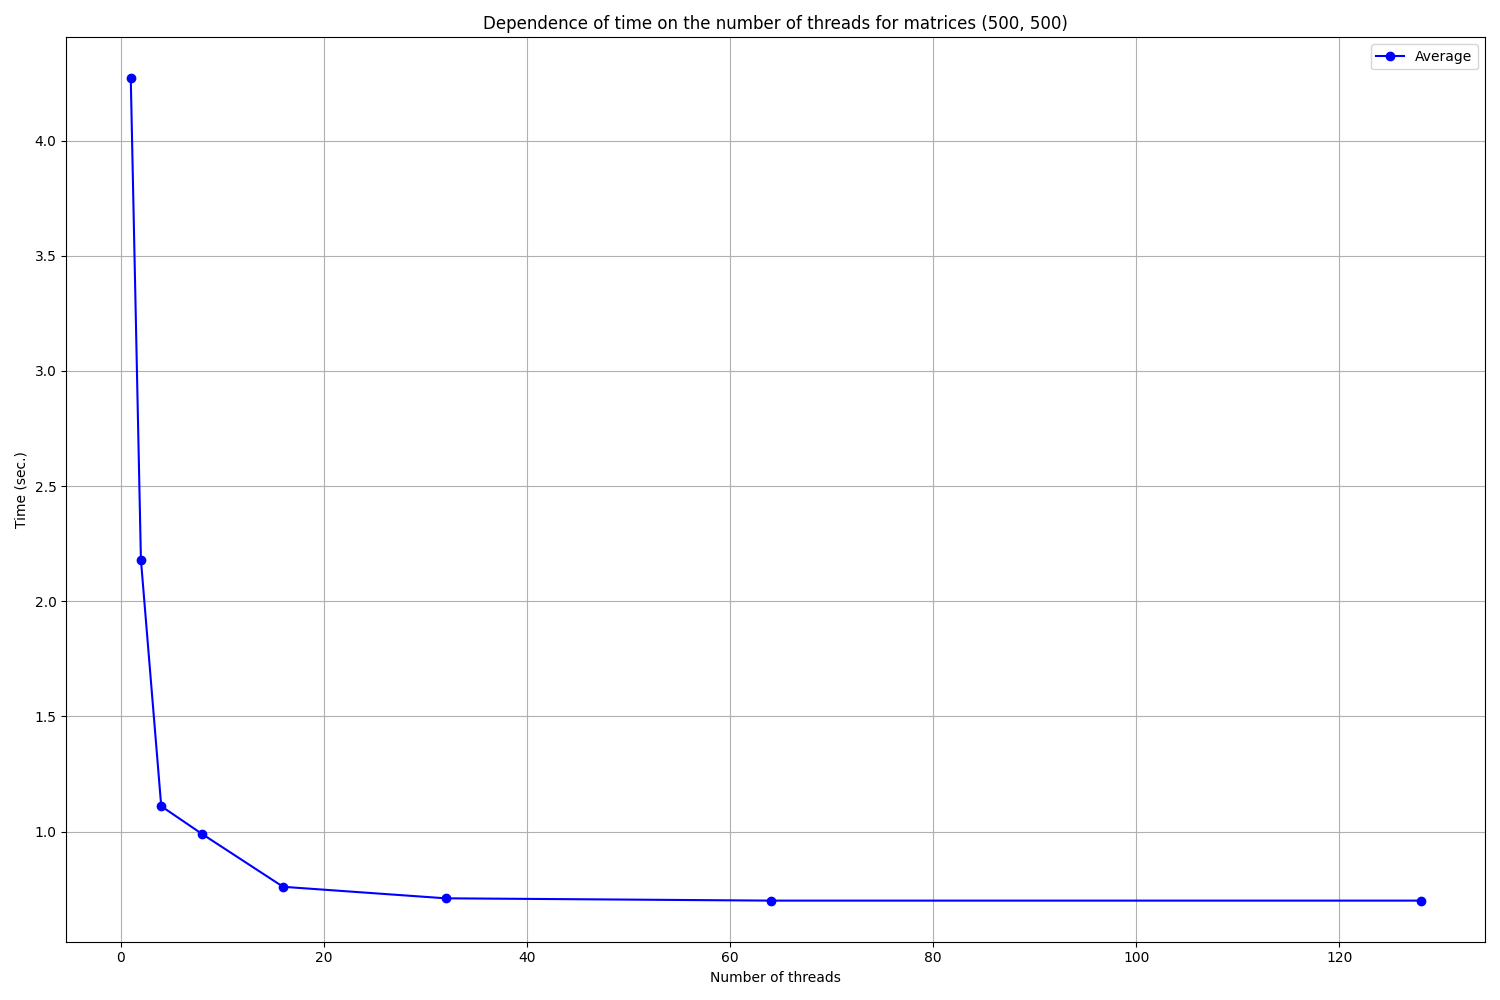 Dependence of time on the number of threads for matrices (500, 500)
Average
4.0
3.5
3.0
2.5
2.0
1.5
1.0
Time (sec.)
0 20 40 60 80 100 120
Number of threads